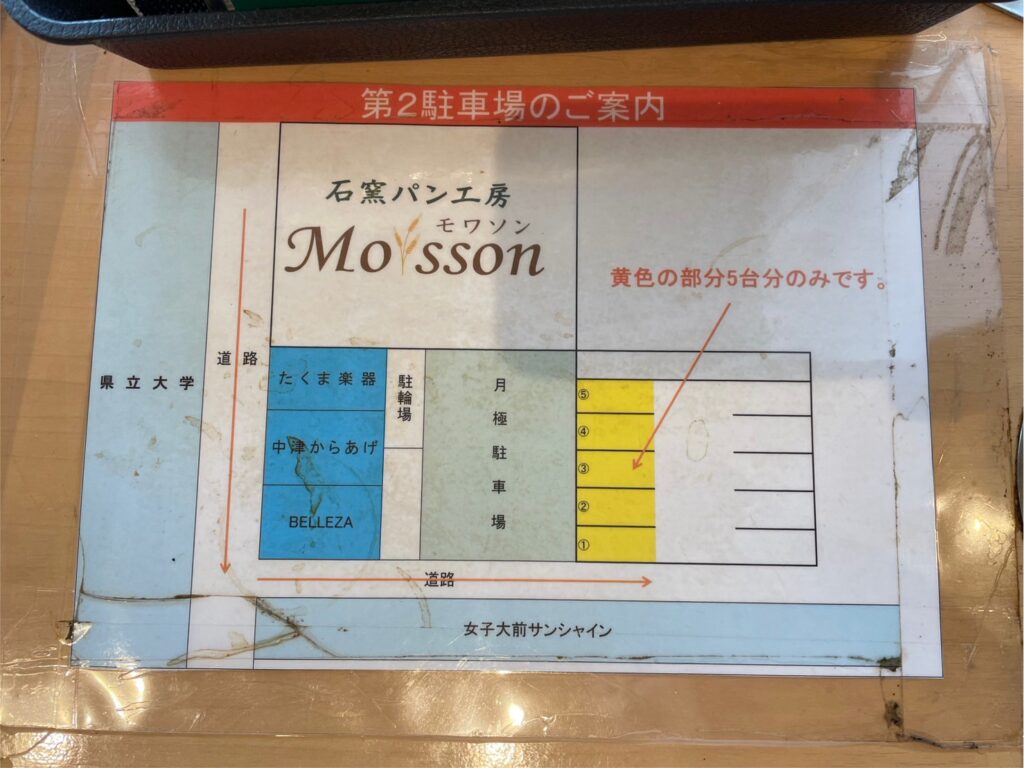 第2駐車場のご案内
石窯パン工房
モワソン
Moisson
黄色の部分5台分のみです。
道路
県立大学
たくま楽器
駐輪場
月極駐車場
中津からあげ
BELLEZA
⑤
④
③
②
①
道路
女子大前サンシャイン